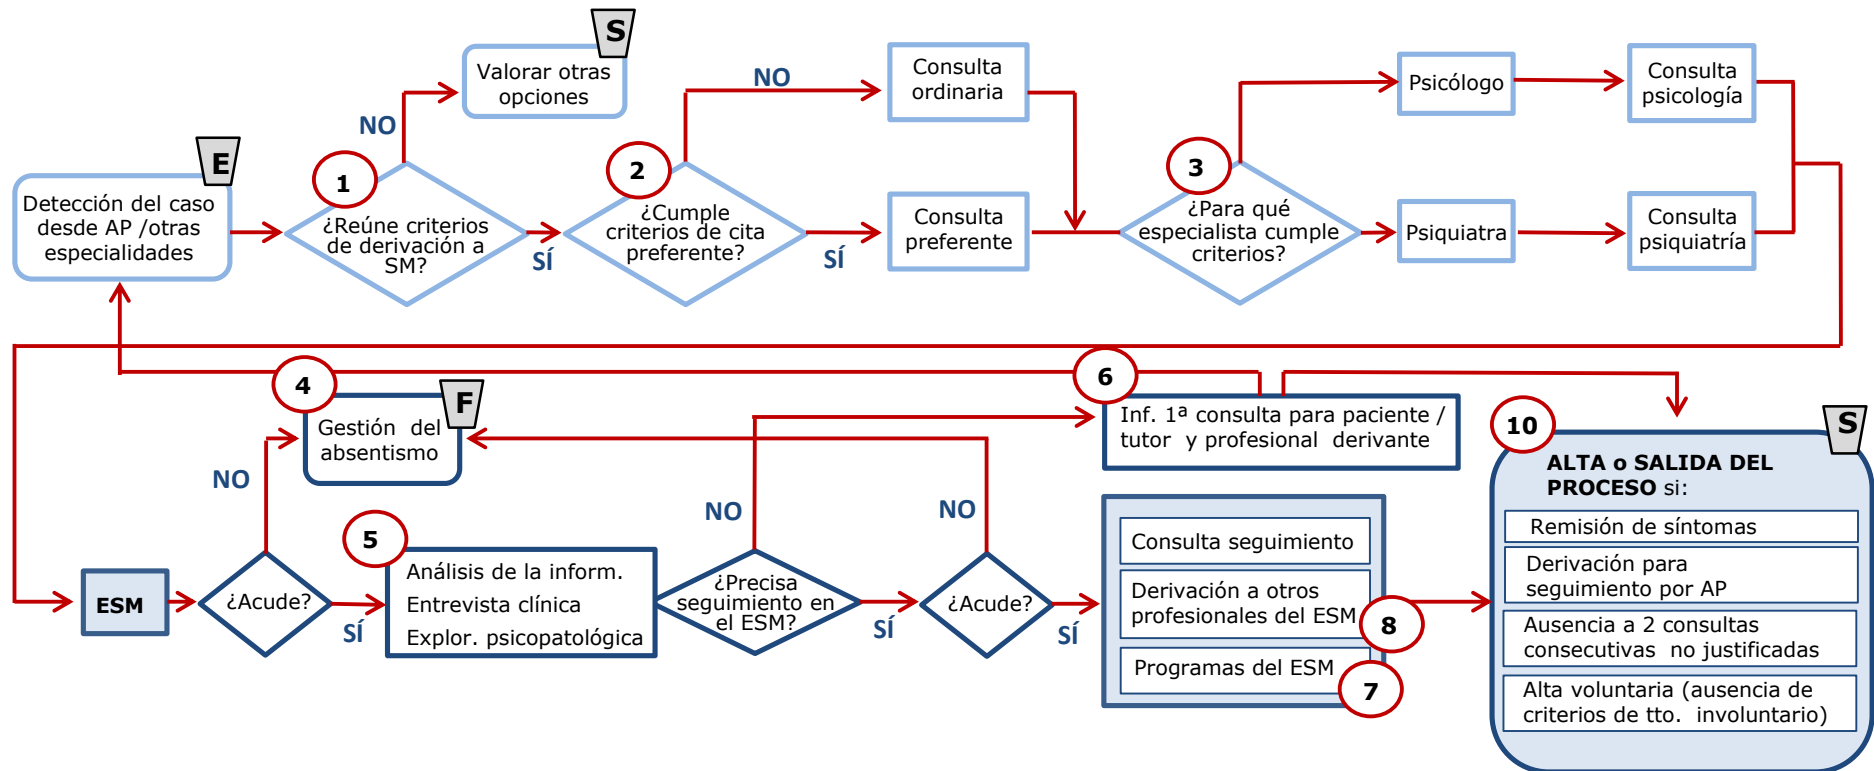 S
Valorar otras
opciones
NO
E
Detección del caso
desde AP /otras
especialidades
1
¿Reúne criterios
de derivación a
SM?
SÍ
2
¿Cumple
criterios de cita
preferente?
NO
SÍ
Consulta
ordinaria
Consulta
preferente
3
¿Para qué
especialista cumple
criterios?
Psicólogo
Consulta
psicología
Psiquiatra
Consulta
psiquiatría
4
F
Gestión del
absentismo
NO
ESM
¿Acude?
SÍ
5
Análisis de la inform.
Entrevista clínica
Explor. psicopatológica
¿Precisa
seguimiento en
el ESM?
NO
SÍ
6
Inf. 1ª consulta para paciente /
tutor y profesional derivante
¿Acude?
NO
SÍ
Consulta seguimiento
Derivación a otros
profesionales del ESM
8
Programas del ESM
7
10
S
ALTA o SALIDA DEL
PROCESO si:
Remisión de síntomas
Derivación para
seguimiento por AP
Ausencia a 2 consultas
consecutivas no justificadas
Alta voluntaria (ausencia de
criterios de tto. involuntario)